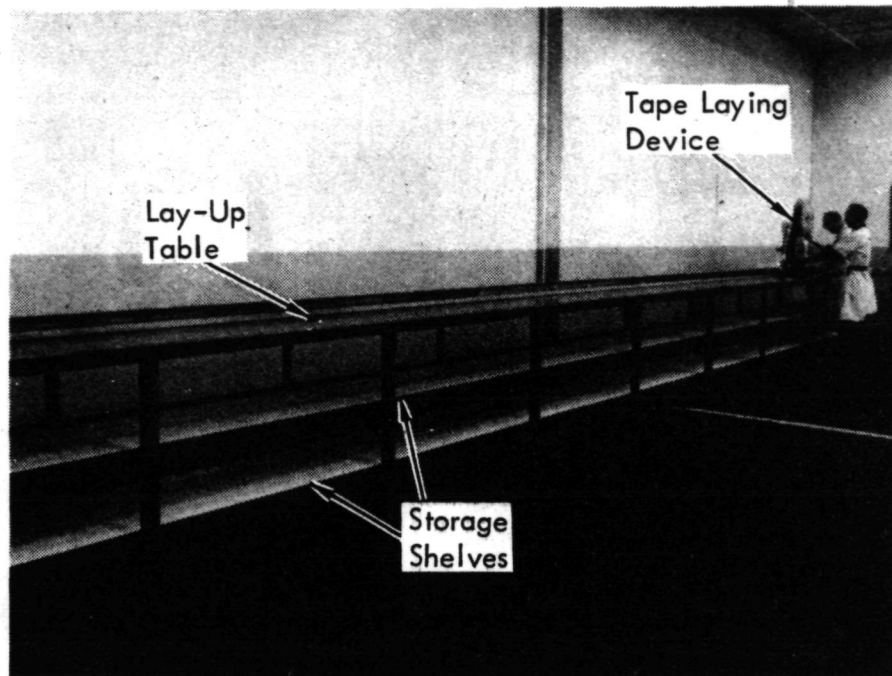 Tape Laying
Device
Lay-Up
Table
Storage
Shelves